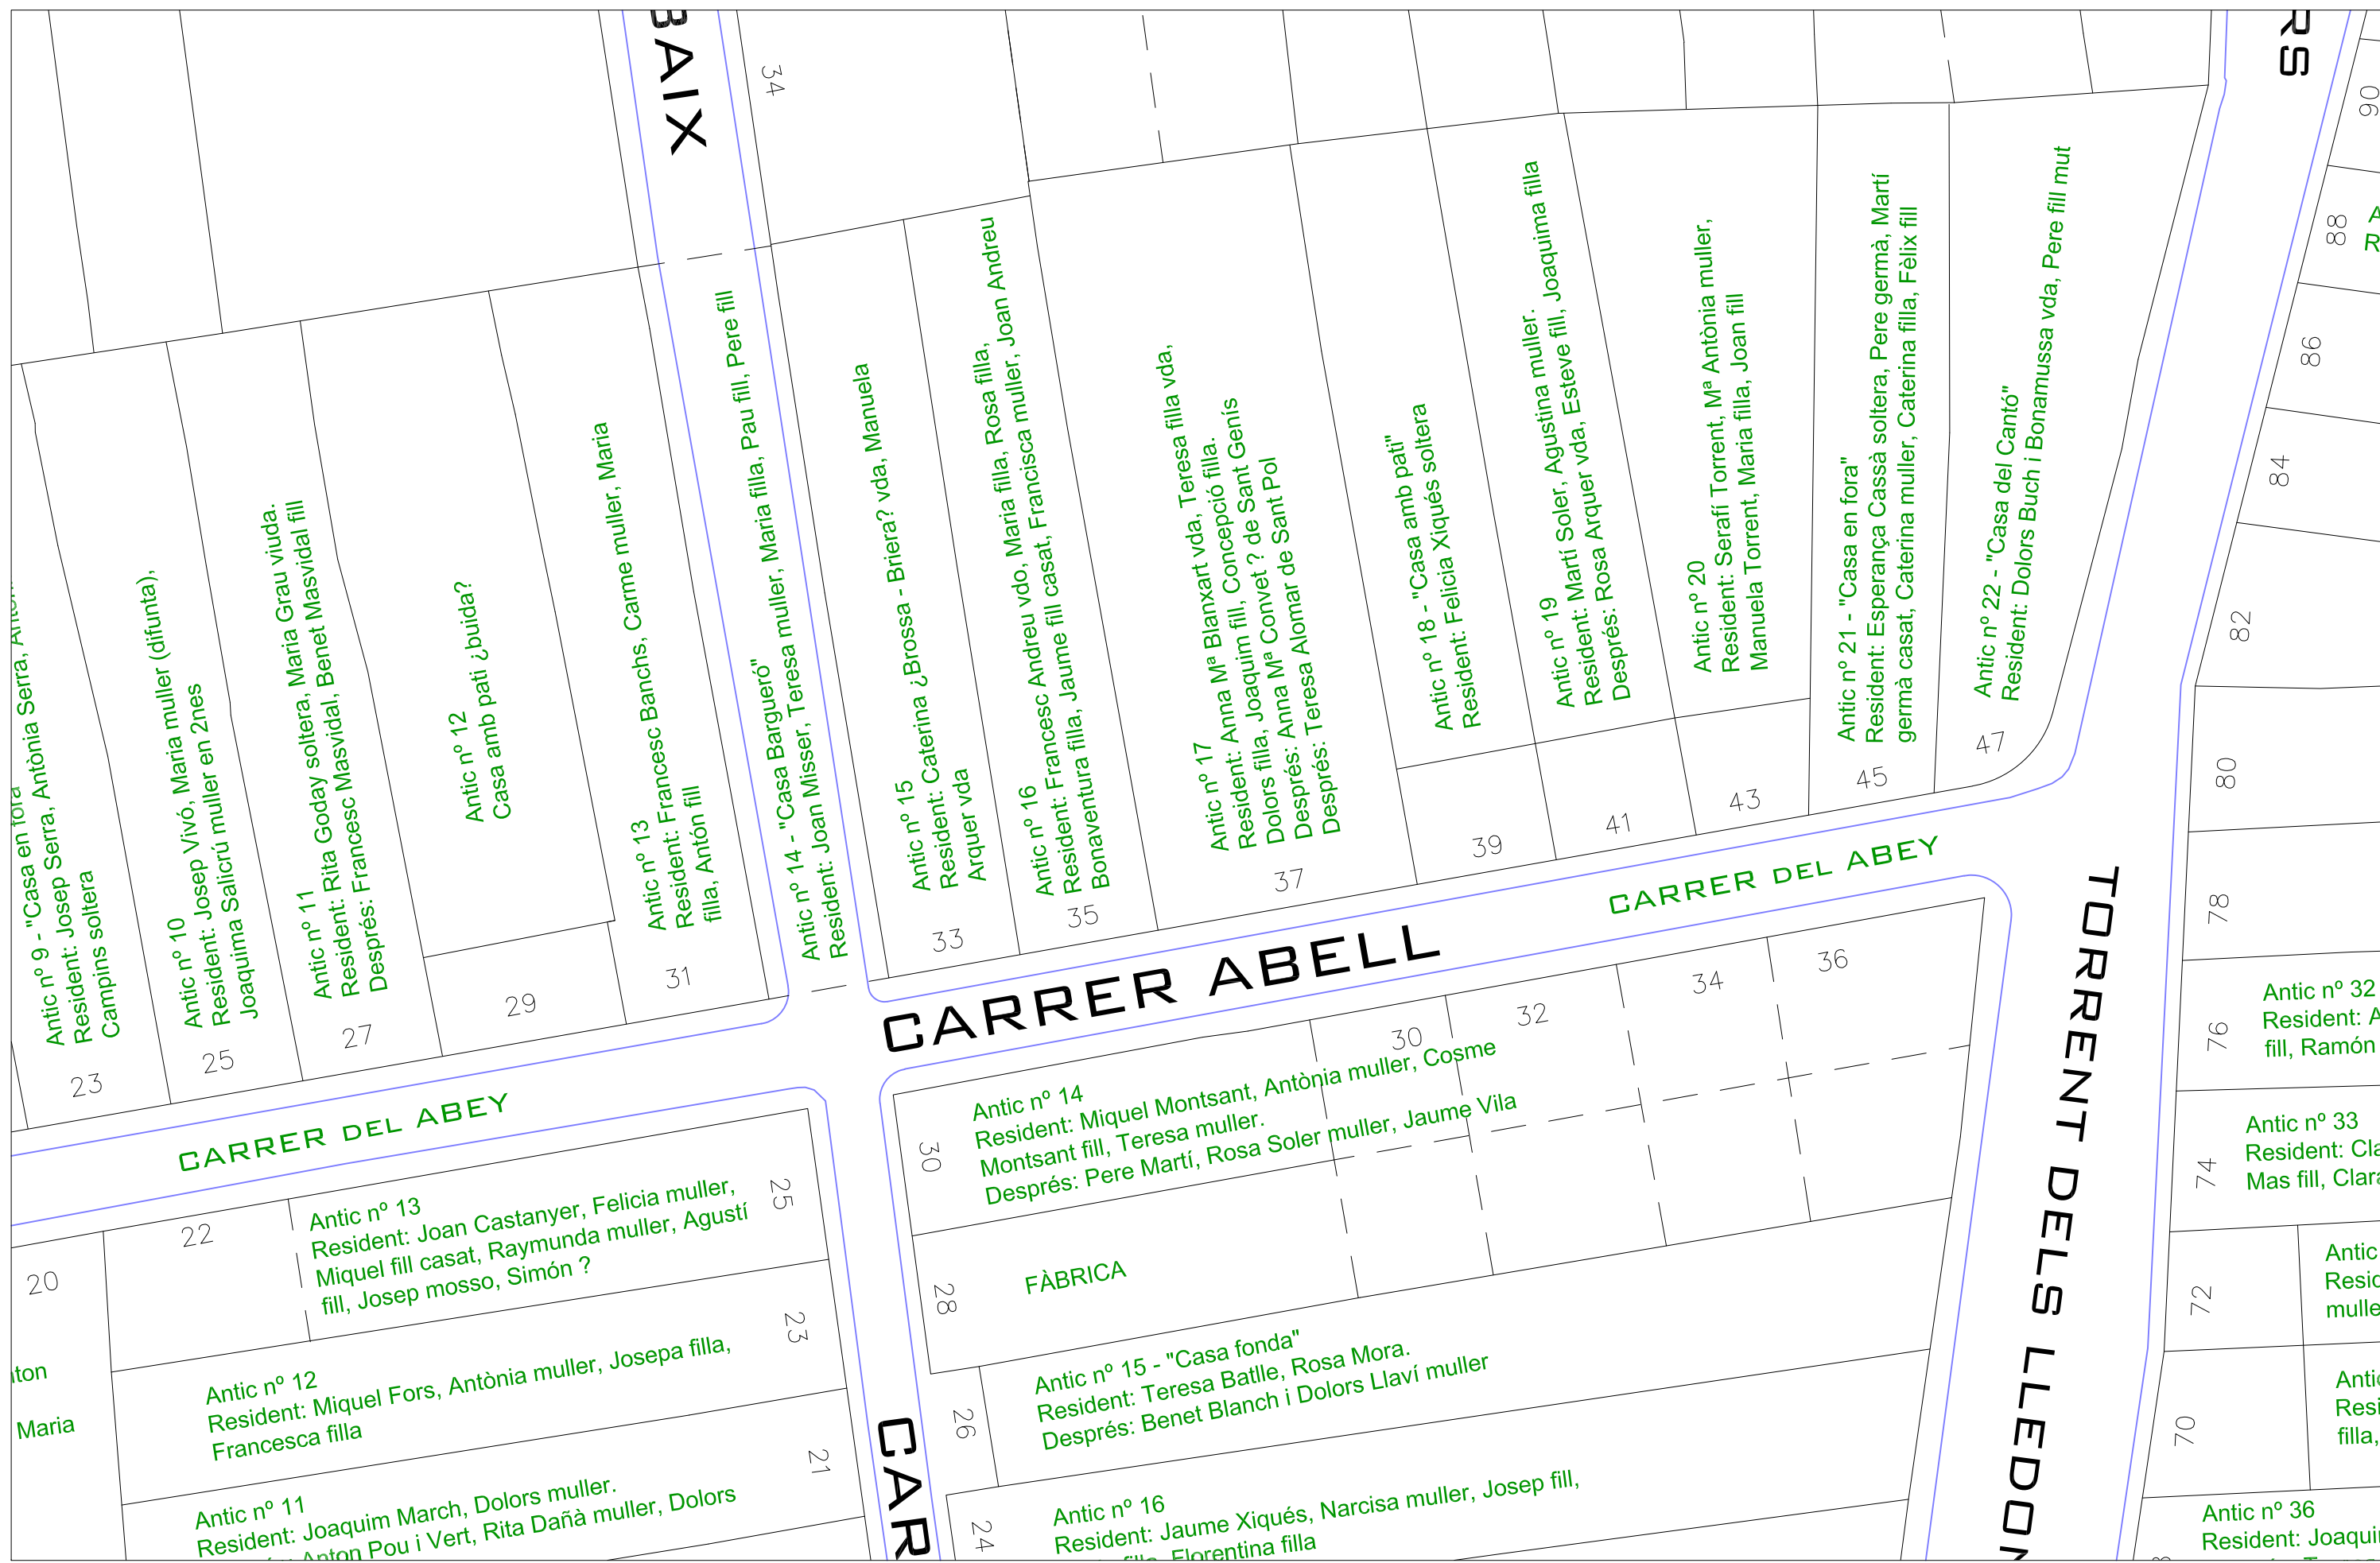 BAIX
34
RS
90
88
86
84
82
80
78
76
74
72
70
Antic nº 9 - "Casa en fora
Resident: Josep Serra, Antònia Serra,
Campins soltera
23
Antic nº 10
Resident: Josep Vivó, Maria muller (difunta),
Joaquima Salicrú muller en 2nes
25
Antic nº 11
Resident: Rita Goday soltera, Maria Grau viuda.
Després: Francesc Masvidal, Benet Masvidal fill
27
Antic nº 12
Casa amb pati ¿buida?
29
Antic nº 13
Resident: Francesc Banchs, Carme muller, Maria
filla, Antón fill
31
Antic nº 14 - "Casa Bargueró"
Resident: Joan Misser, Teresa muller, Maria filla, Pau fill, Pere fill
Antic nº 15
Resident: Caterina ¿Brossa - Briera? vda, Manuela
Arquer vda
33
Antic nº 16
Resident: Francesc Andreu vdo, Maria filla, Rosa filla,
Bonaventura filla, Jaume fill casat, Francisca muller, Joan Andreu
35
Antic nº 17
Resident: Anna Mª Blanxart vda, Teresa filla vda,
Dolors filla, Joaquim fill, Concepció filla.
Després: Anna Mª Convet ? de Sant Genís
Després: Teresa Alomar de Sant Pol
37
Antic nº 18 - "Casa amb pati"
Resident: Felicia Xiqués soltera
39
Antic nº 19
Resident: Martí Soler, Agustina muller.
Després: Rosa Arquer vda, Esteve fill, Joaquima filla
41
Antic nº 20
Resident: Serafí Torrent, Mª Antònia muller,
Manuela Torrent, Maria filla, Joan fill
43
Antic nº 21 - "Casa en fora"
Resident: Esperança Cassà soltera, Pere germà, Martí
germà casat, Caterina muller, Caterina filla, Fèlix fill
45
Antic nº 22 - "Casa del Cantó"
Resident: Dolors Buch i Bonamussa vda, Pere fill mut
47
CARRER DEL ABEY
CARRER ABELL
CARRER DEL ABEY
TORRENT DELS LLEDON
20
22
Antic nº 13
Resident: Joan Castanyer, Felicia muller,
Miquel fill casat, Raymunda muller, Agustí
fill, Josep mosso, Simón ?
25
Antic nº 12
Resident: Miquel Fors, Antònia muller, Josepa filla,
Francesca filla
23
Antic nº 11
Resident: Joaquim March, Dolors muller.
Anton Pou i Vert, Rita Dañà muller, Dolors
21
Maria
CAR
30
32
34
36
Antic nº 14
Resident: Miquel Montsant, Antònia muller, Cosme
Montsant fill, Teresa muller.
Després: Pere Martí, Rosa Soler muller, Jaume Vila
30
FÀBRICA
28
Antic nº 15 - "Casa fonda"
Resident: Teresa Batlle, Rosa Mora.
Després: Benet Blanch i Dolors Llaví muller
26
Antic nº 16
Resident: Jaume Xiqués, Narcisa muller, Josep fill,
filla, Florentina filla
24
Antic nº 32
Resident: A
fill, Ramón
Antic nº 33
Resident: Cla
Mas fill, Clara
Antic
Resid
mulle
Antic
Resi
filla,
Antic nº 36
Resident: Joaquin